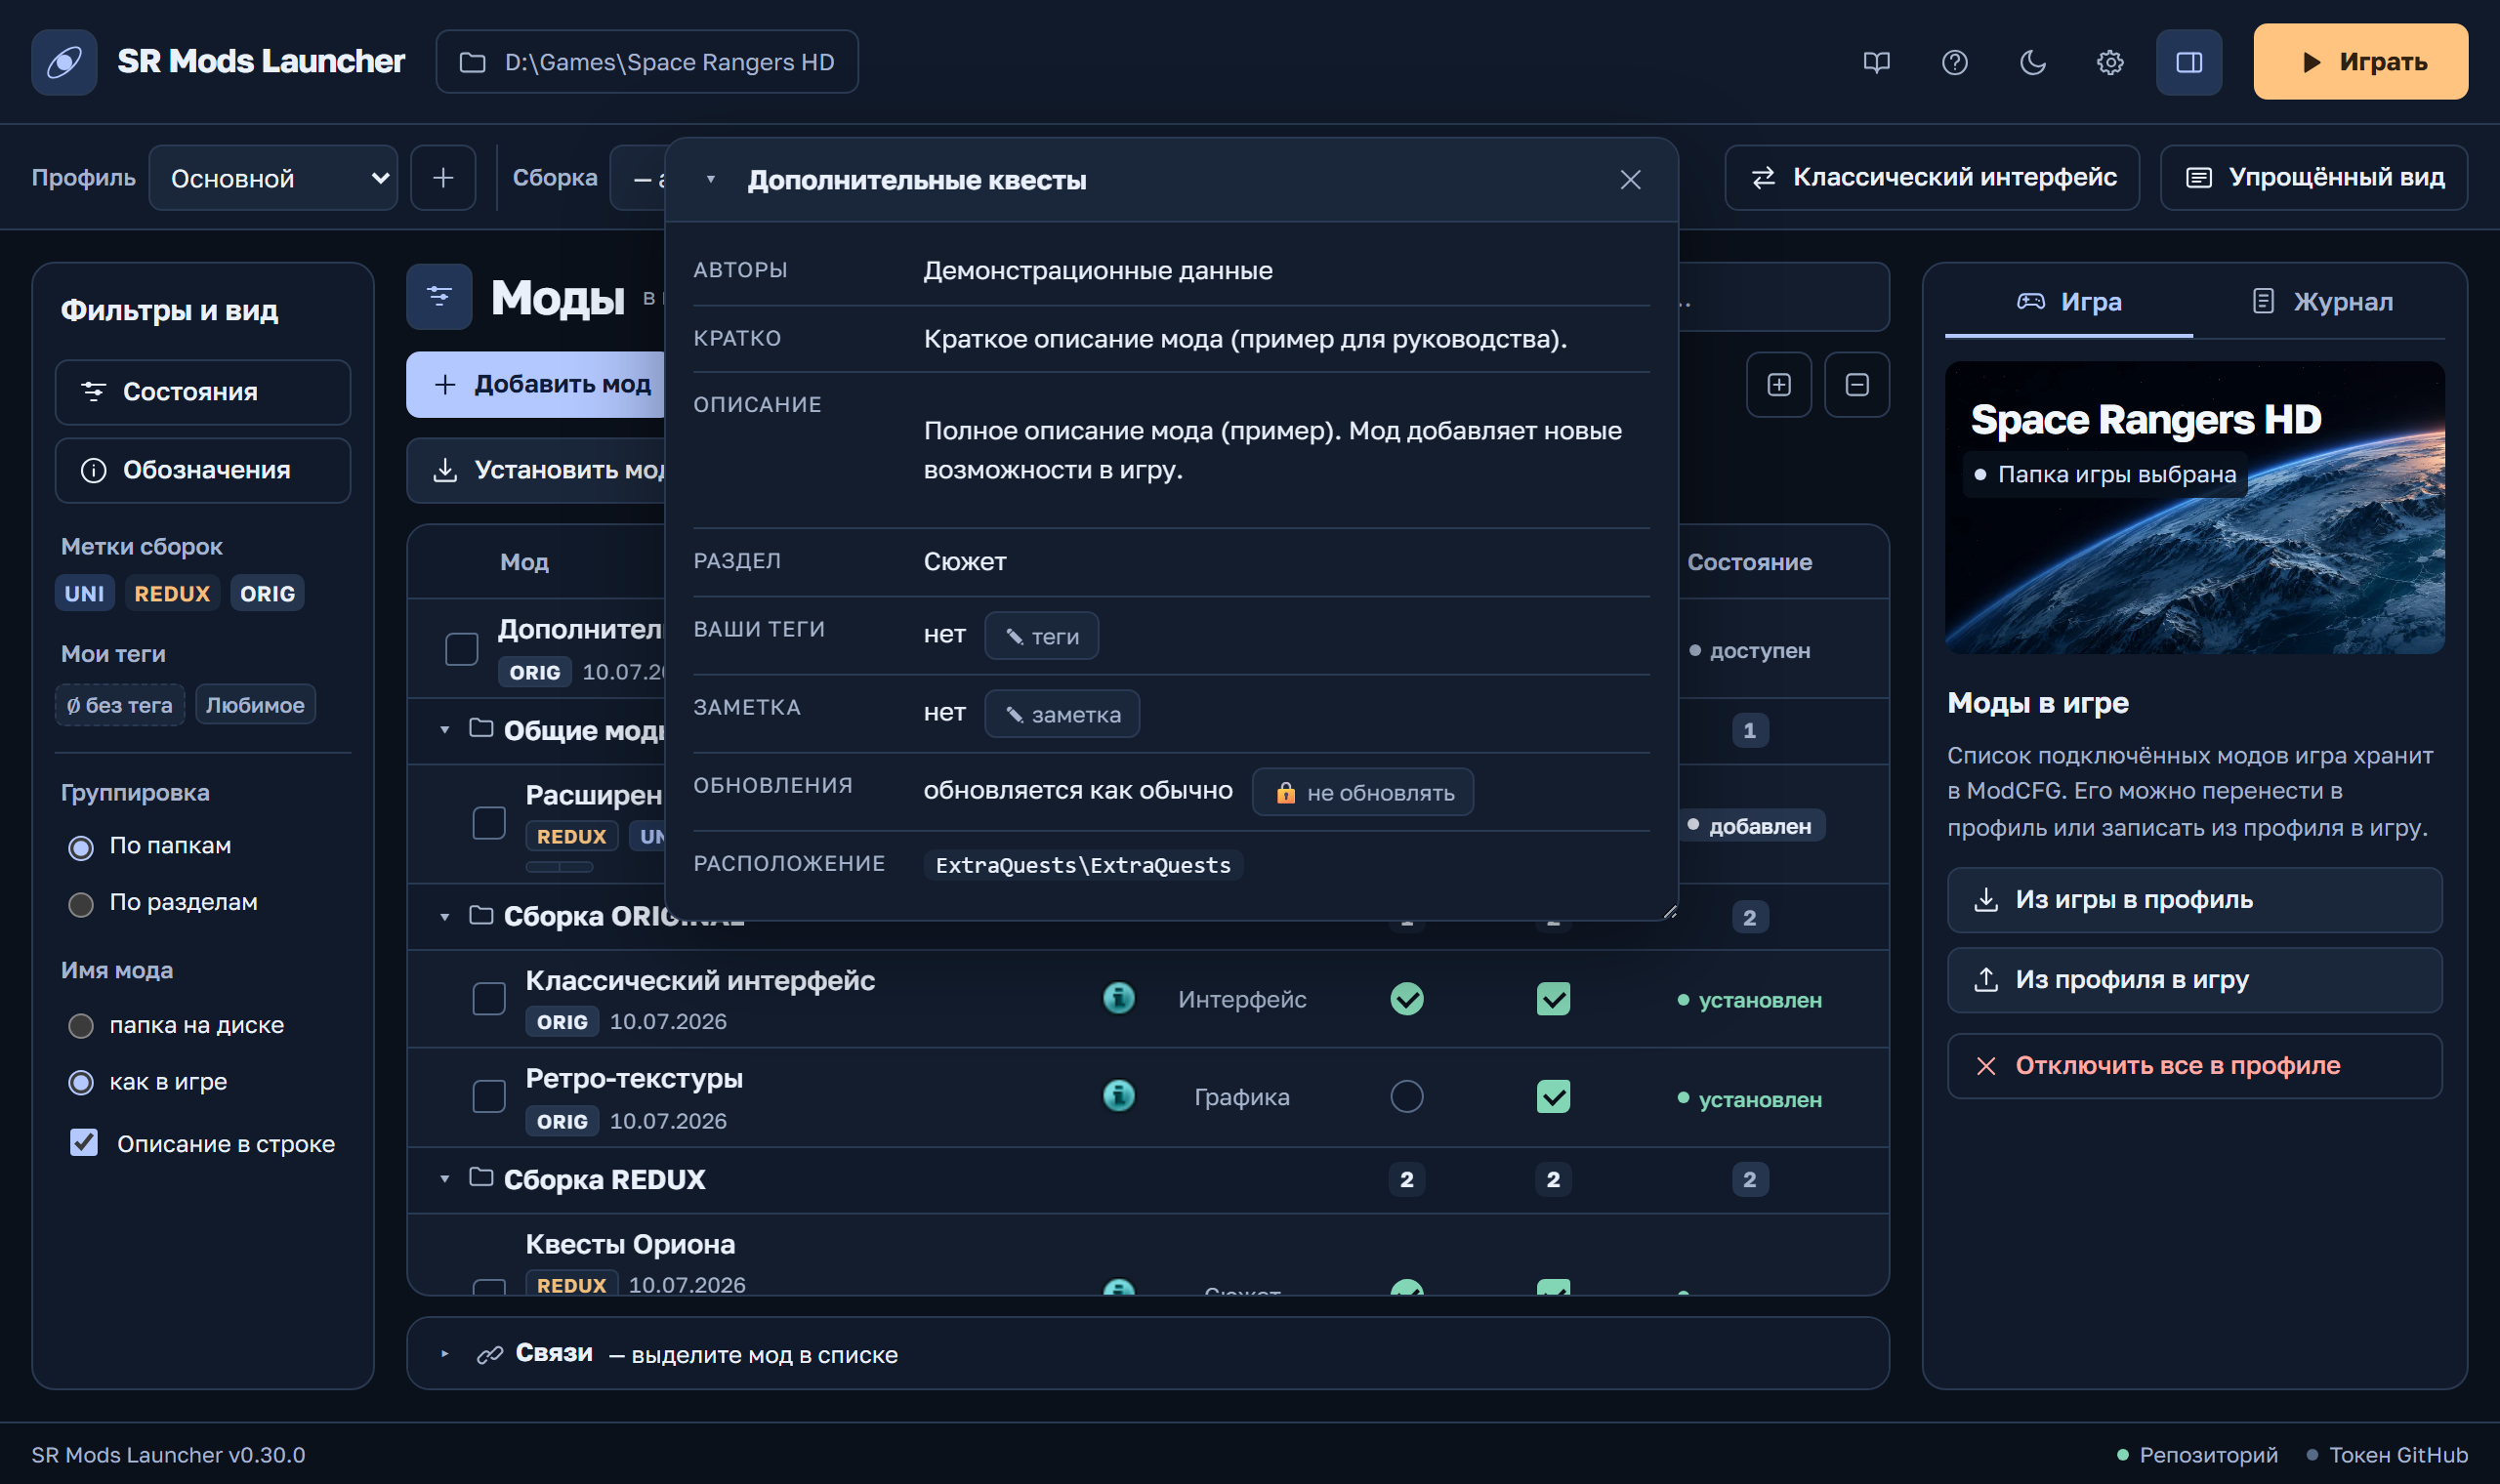 SR Mods Launcher
D:\Games\Space Rangers HD
Играть
Профиль
Основной
Сборка
Классический интерфейс
Упрощённый вид
Дополнительные квесты
АВТОРЫ
Демонстрационные данные
КРАТКО
Краткое описание мода (пример для руководства).
ОПИСАНИЕ
Полное описание мода (пример). Мод добавляет новые
возможности в игру.
РАЗДЕЛ
Сюжет
ВАШИ ТЕГИ
нет
теги
ЗАМЕТКА
нет
заметка
ОБНОВЛЕНИЯ
обновляется как обычно
не обновлять
РАСПОЛОЖЕНИЕ
ExtraQuests\ExtraQuests
Фильтры и вид
Состояния
Обозначения
Метки сборок
UNI REDUX ORIG
Мои теги
Ø без тега
Любимое
Группировка
По папкам
По разделам
Имя мода
папка на диске
как в игре
Описание в строке
Моды
Добавить мод
Установить
Мод
Состояние
ORIG
доступен
Общие
1
REDUX
добавлен
Сборка ORIGINAL
2
Классический интерфейс
ORIG 10.07.2026
Интерфейс
установлен
Ретро-текстуры
ORIG 10.07.2026
Графика
установлен
Сборка REDUX
2 2 2
Квесты Ориона
REDUX 10.07.2026
Связи — выделите мод в списке
Игра
Журнал
Space Rangers HD
Папка игры выбрана
Моды в игре
Список подключённых модов игра хранит
в ModCFG. Его можно перенести в
профиль или записать из профиля в игру.
Из игры в профиль
Из профиля в игру
Отключить все в профиле
SR Mods Launcher v0.30.0
Репозиторий
Токен GitHub